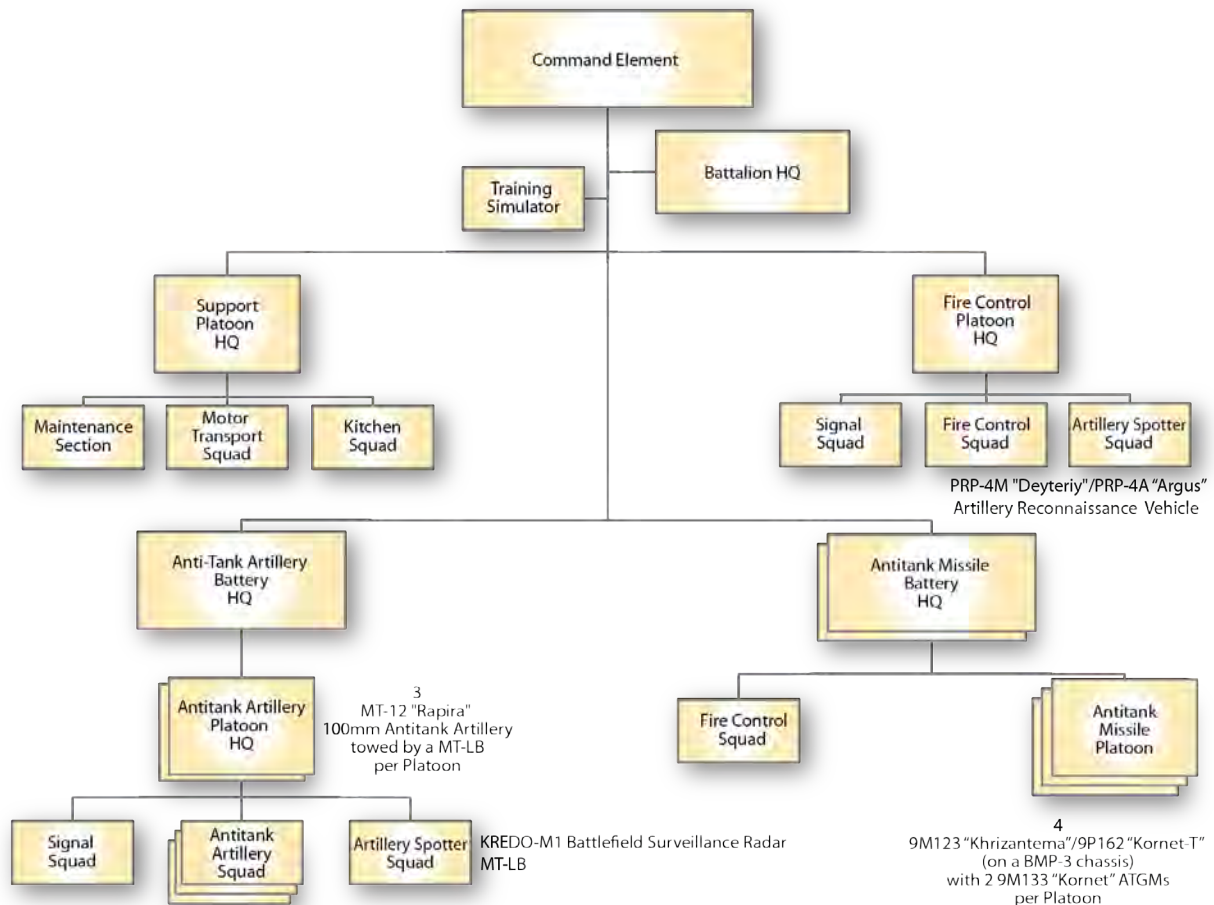 Command Element
Battalion HQ
Training
Simulator
Support
Platoon
HQ
Fire Control
Platoon
HQ
Maintenance
Section
Motor
Transport
Squad
Kitchen
Squad
Signal
Squad
Fire Control
Squad
Artillery Spotter
Squad
PRP-4M "Deyteriy"/PRP-4A “Argus”
Artillery Reconnaissance Vehicle
Anti-Tank Artillery
Battery
HQ
Antitank Missile
Battery
HQ
Antitank Artillery
Platoon
HQ
3
MT-12 "Rapira"
100mm Antitank Artillery
towed by a MT-LB
per Platoon
Fire Control
Squad
Antitank
Missile
Platoon
Signal
Squad
Antitank
Artillery
Squad
Artillery Spotter
Squad
KREDO-M1 Battlefield Surveillance Radar
MT-LB
4
9M123 “Khrizantema”/9P162 “Kornet-T”
(on a BMP-3 chassis)
with 2 9M133 “Kornet” ATGMs
per Platoon